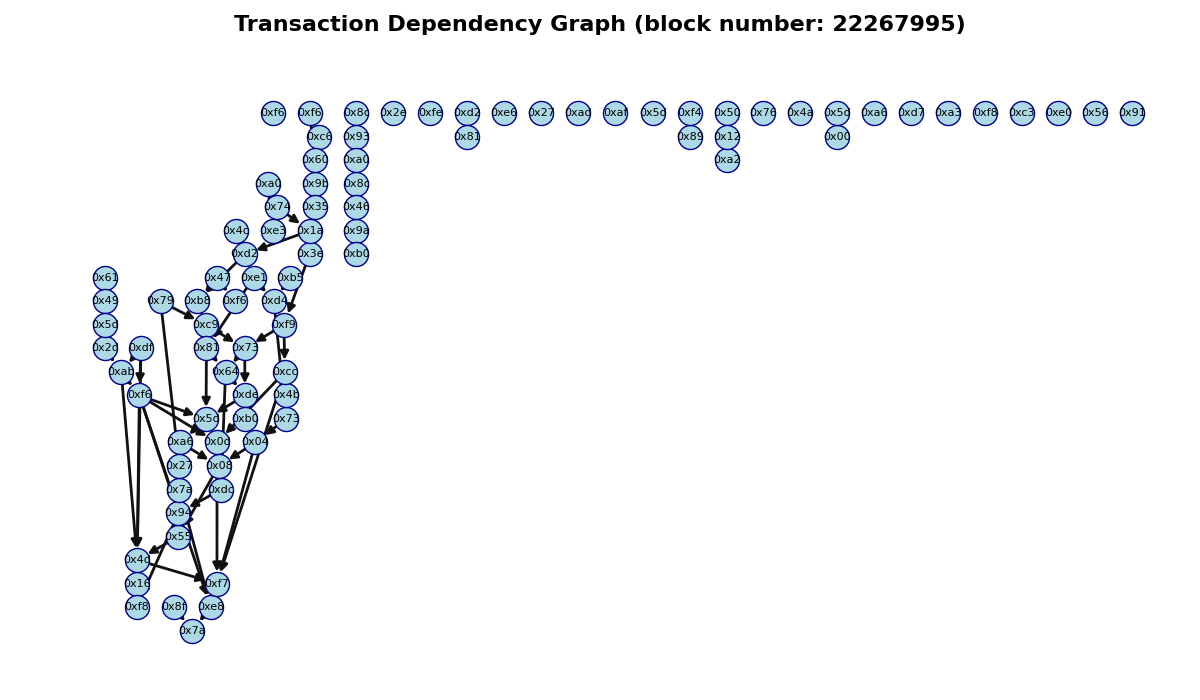 Transaction Dependency Graph (block number: 22267995)
0xf6 0xf6 0x8c 0x2e 0xfe 0xd2 0xe6 0x27 0xad 0xaf 0x5d 0xf4 0x50 0x76 0x4a 0x5c 0xa6 0xd7 0xa3 0xf8 0xc3 0xe0 0x56 0x91
0xc6 0x93 0x81 0x89 0x12 0x00
0x60 0xa0 0xa2
0xa0 0x9b 0x8c
0x74 0x35 0x46
0x4c 0xe3 0x1a 0x9a
0xd2 0x3e 0xb0
0x61 0x47 0xe1 0xb5
0x49 0x79 0xb8 0xf6 0xd4
0x5d 0xc9 0xf9
0x2c 0xdf 0x81 0x73
0xab 0x64 0xcc
0xf6 0xde 0x4b
0x5c 0xb0 0x73
0xa6 0x0d 0x04
0x27 0x08
0x7a 0xdc
0x94
0x55
0x4c
0x16 0xf7
0xf8 0x8f 0xe8
0x7a